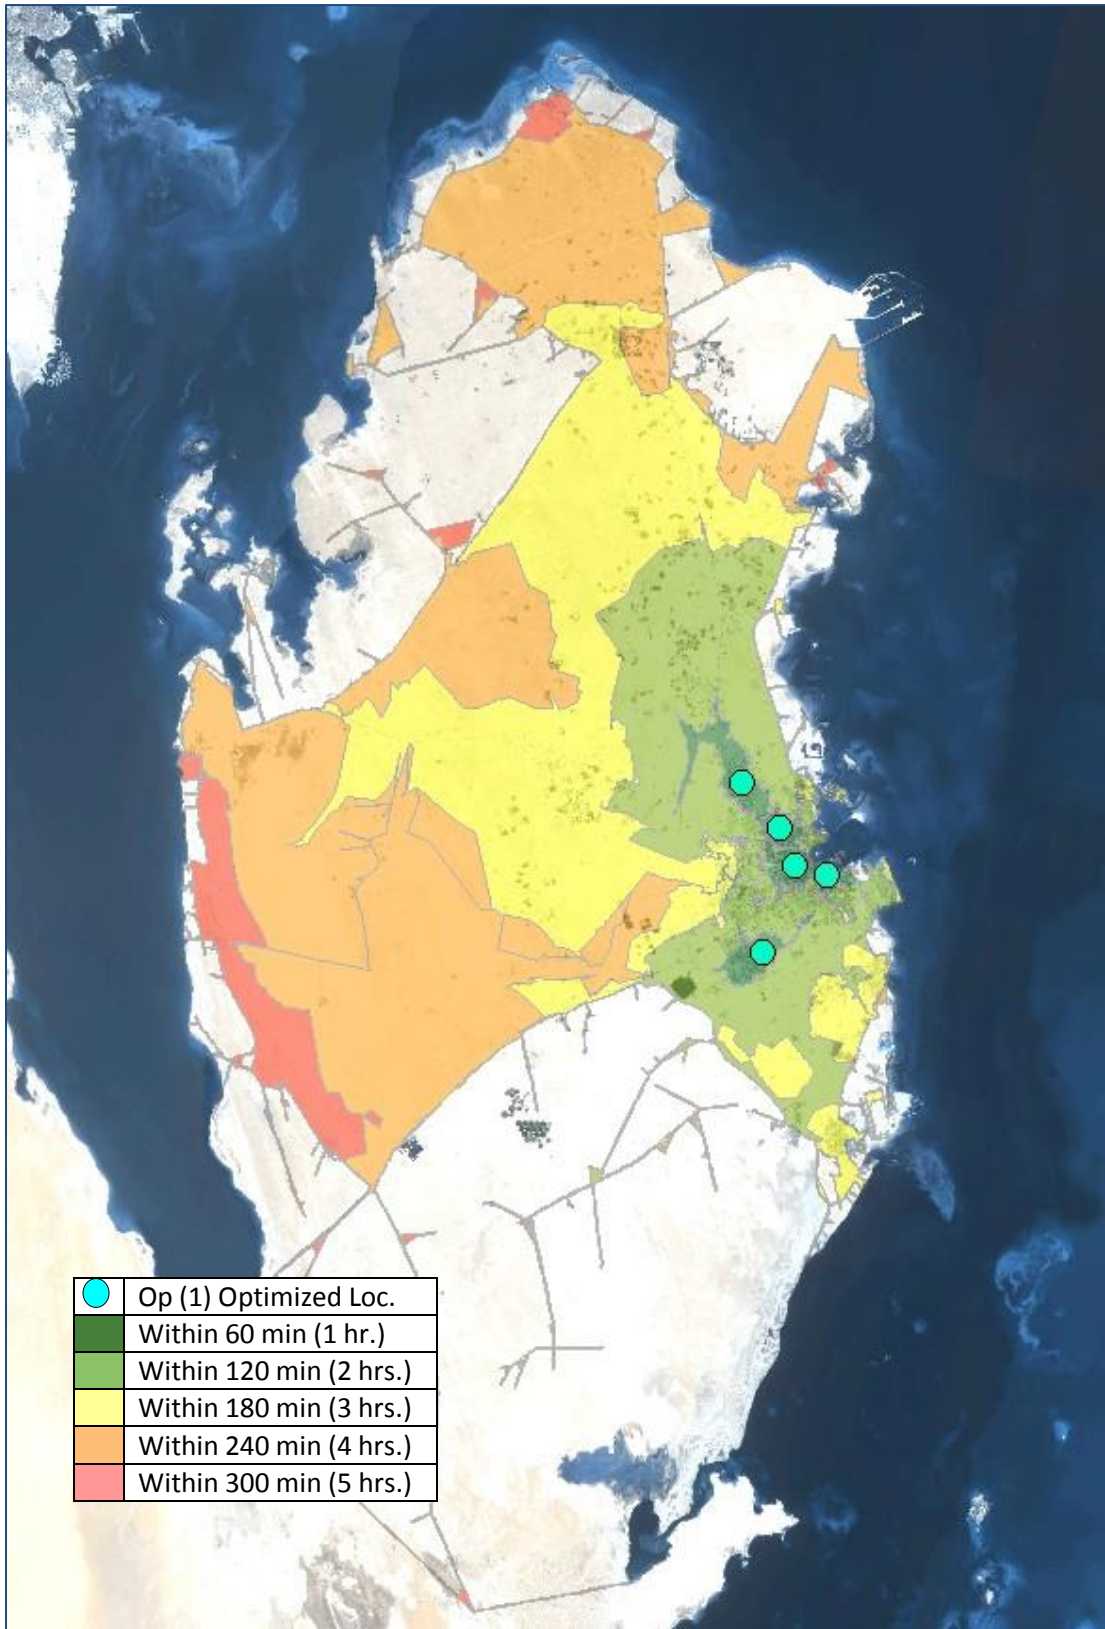 Op (1) Optimized Loc.
Within 60 min (1 hr.)
Within 120 min (2 hrs.)
Within 180 min (3 hrs.)
Within 240 min (4 hrs.)
Within 300 min (5 hrs.)